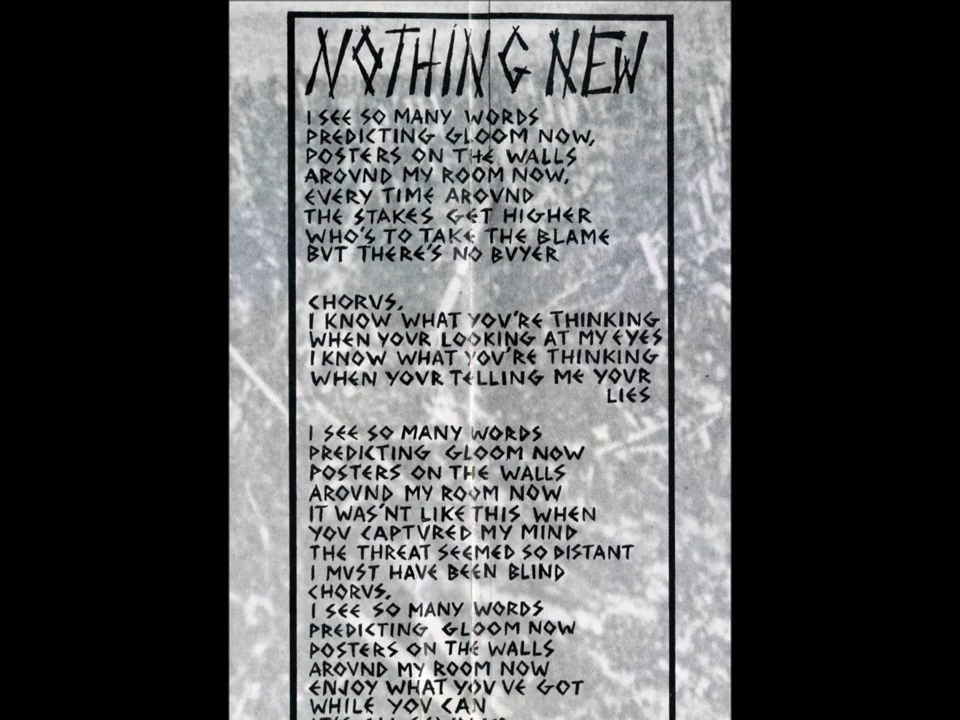 NOTHING NEW
I SEE SO MANY WORDS
PREDICTING GLOOM NOW,
POSTERS ON THE WALLS
AROVND MY ROOM NOW,
EVERY TIME AROVND
THE STAKES GET HIGHER
WHO'S TO TAKE THE BLAME
BVT THERE'S NO BVYER
CHORVS,
I KNOW WHAT YOV'RE THINKING
WHEN YOVR LOOKING AT MY EYES
I KNOW WHAT YOV'RE THINKING
WHEN YOVR TELLING ME YOVR
LIES
I SEE SO MANY WORDS
PREDICTING GLOOM NOW
POSTERS ON THE WALLS
AROVND MY ROOM NOW
IT WAS'NT LIKE THIS WHEN
YOV CAPTVRED MY MIND
THE THREAT SEEMED SO DISTANT
I MVST HAVE BEEN BLIND
CHORVS,
I SEE SO MANY WORDS
PREDICTING GLOOM NOW
POSTERS ON THE WALLS
AROVND MY ROOM NOW
ENJOY WHAT YOV'VE GOT
WHILE YOV CAN